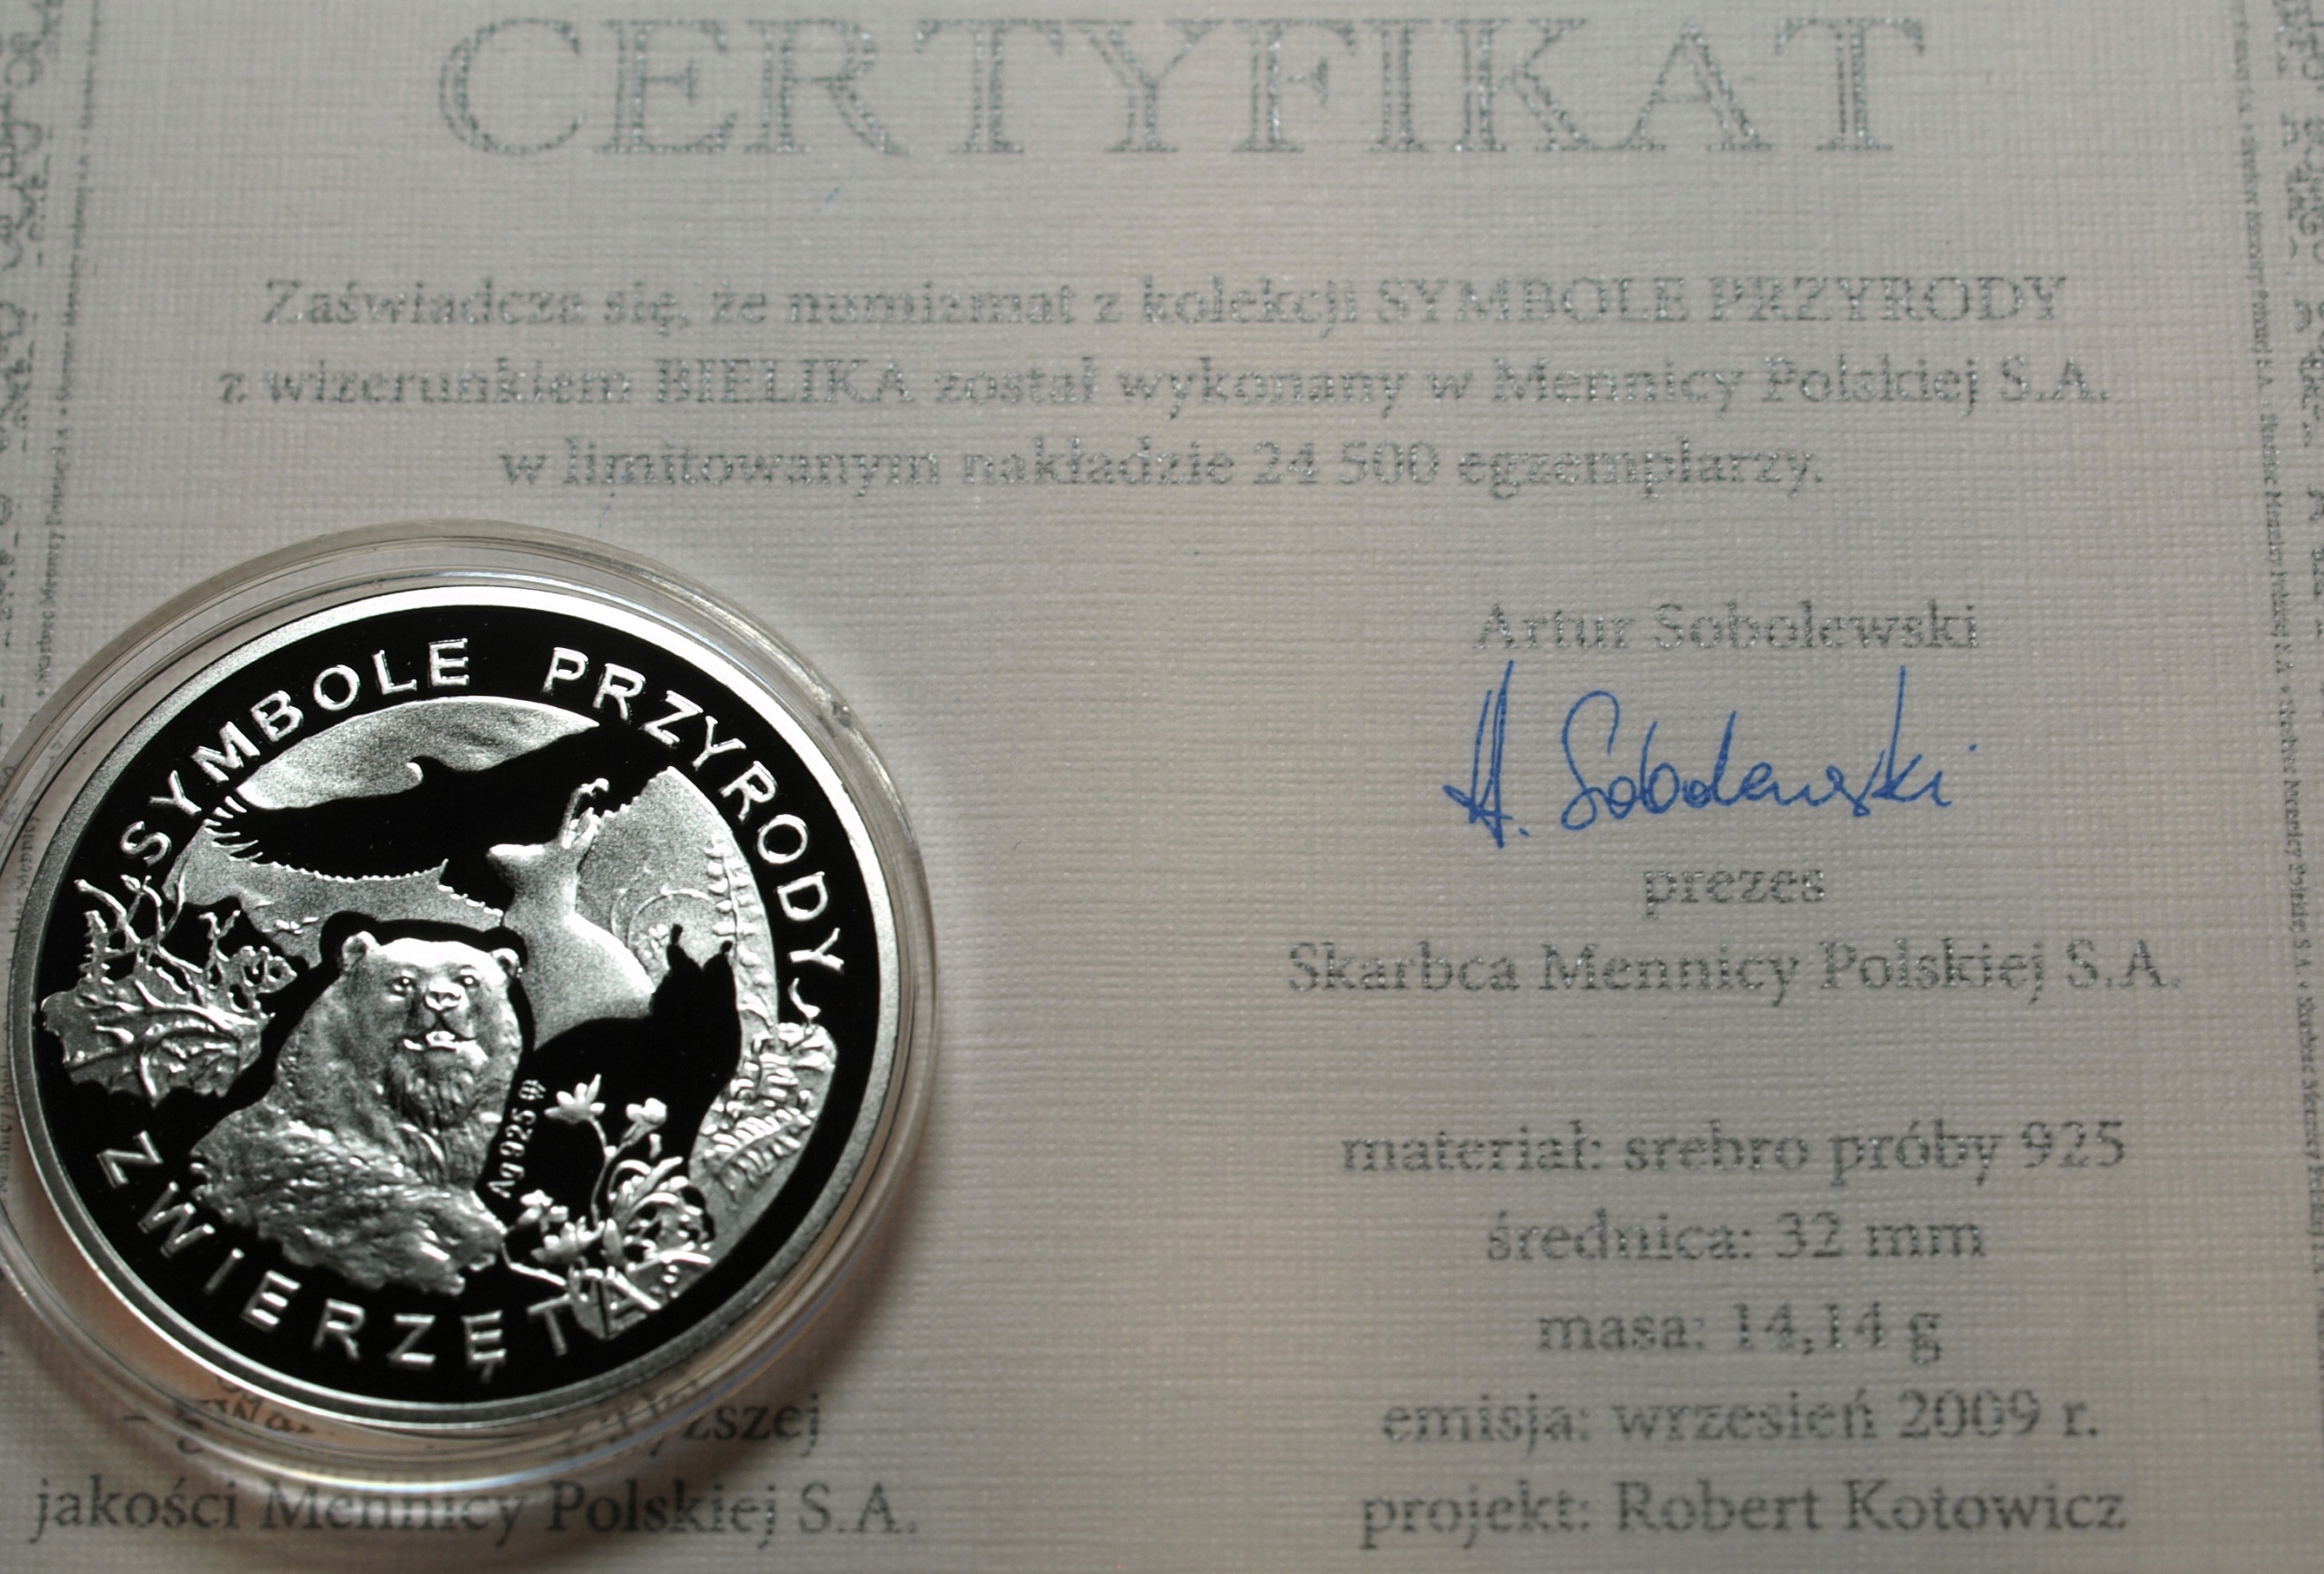 CERTYFIKAT
Zaświadcza się, że numizmat z kolekcji SYMBOLE PRZYRODY
z wizerunkiem BIELIKA został wykonany w Mennicy Polskiej S.A.
w limitowanym nakładzie 24 500 egzemplarzy.
Artur Sobolewski
A. Sobolewski
prezes
Skarbca Mennicy Polskiej S.A.
materiał: srebro próby 925
średnica: 32 mm
masa: 14,14 g
emisja: wrzesień 2009 r.
projekt: Robert Kotowicz
SYMBOLE PRZYRODY
ZWIERZĘTA
Ag 925
jakości Mennicy Polskiej S.A.